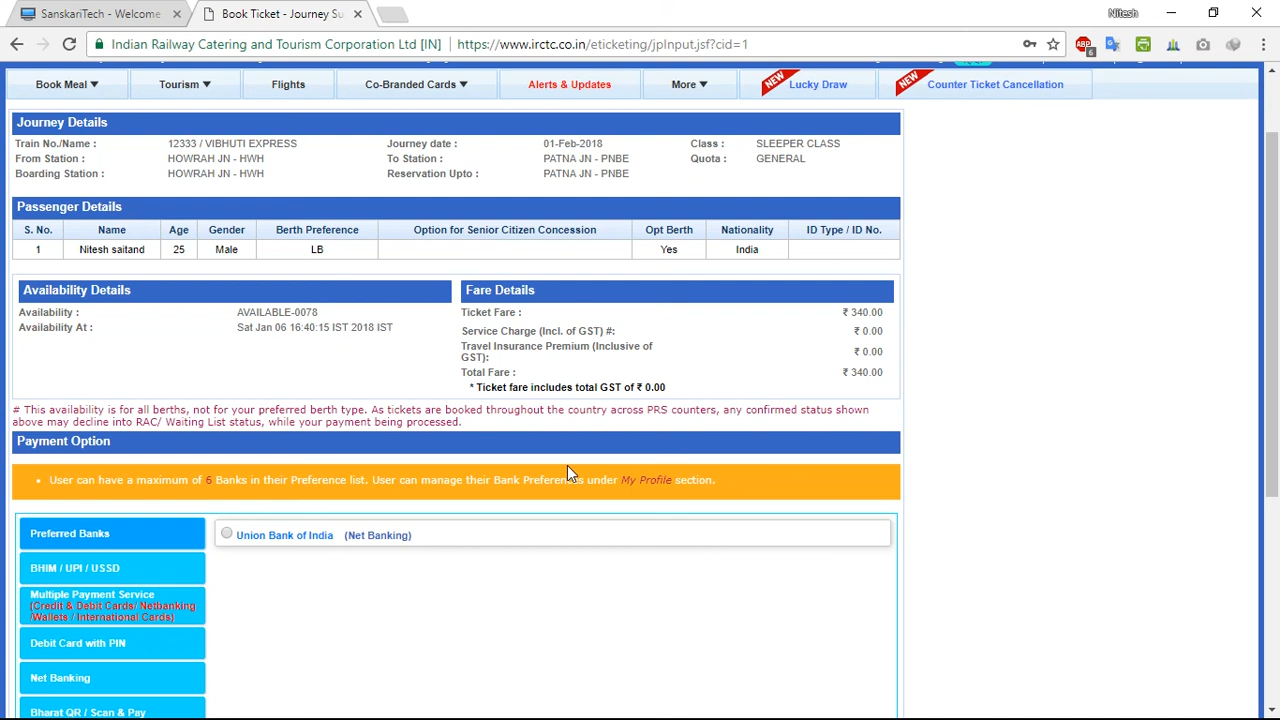 SanskariTech - Welcome
Book Ticket - Journey Su
Nitesh
Indian Railway Catering and Tourism Corporation Ltd [IN]
https://www.irctc.co.in/eticketing/jpInput.jsf?cid=1
ABP
6
Book Meal
Tourism
Flights
Co-Branded Cards
Alerts & Updates
More
NEW
Lucky Draw
NEW
Counter Ticket Cancellation
Journey Details
Train No./Name : 12333 / VIBHUTI EXPRESS Journey date : 01-Feb-2018 Class : SLEEPER CLASS
From Station : HOWRAH JN - HWH To Station : PATNA JN - PNBE Quota : GENERAL
Boarding Station : HOWRAH JN - HWH Reservation Upto : PATNA JN - PNBE
Passenger Details
S. No. Name Age Gender Berth Preference Option for Senior Citizen Concession Opt Berth Nationality ID Type / ID No.
1 Nitesh saitand 25 Male LB Yes India
Availability Details
Availability : AVAILABLE-0078
Availability At : Sat Jan 06 16:40:15 IST 2018 IST
Fare Details
Ticket Fare : ₹ 340.00
Service Charge (Incl. of GST) #: ₹ 0.00
Travel Insurance Premium (Inclusive of
GST): ₹ 0.00
Total Fare : ₹ 340.00
* Ticket fare includes total GST of ₹ 0.00
# This availability is for all berths, not for your preferred berth type. As tickets are booked throughout the country across PRS counters, any confirmed status shown
above may decline into RAC/ Waiting List status, while your payment being processed.
Payment Option
User can have a maximum of 6 Banks in their Preference list. User can manage their Bank Preferences under My Profile section.
Preferred Banks
Union Bank of India (Net Banking)
BHIM / UPI / USSD
Multiple Payment Service
(Credit & Debit Cards/ Netbanking
/Wallets / International Cards)
Debit Card with PIN
Net Banking
Bharat QR / Scan & Pay